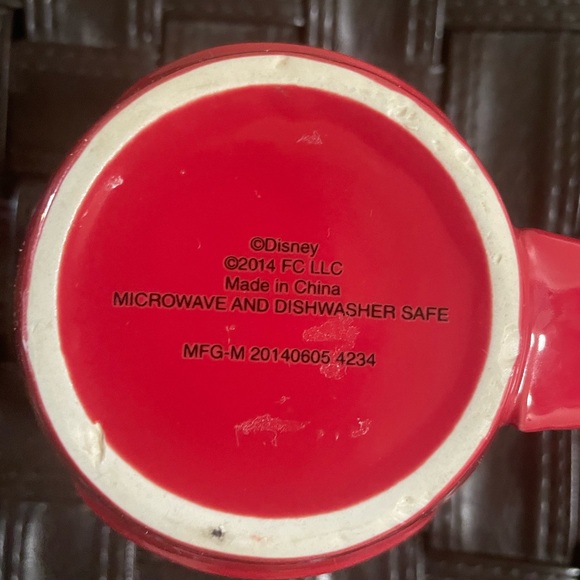 ©Disney
©2014 FC LLC
Made in China
MICROWAVE AND DISHWASHER SAFE
MFG-M 20140605 4234